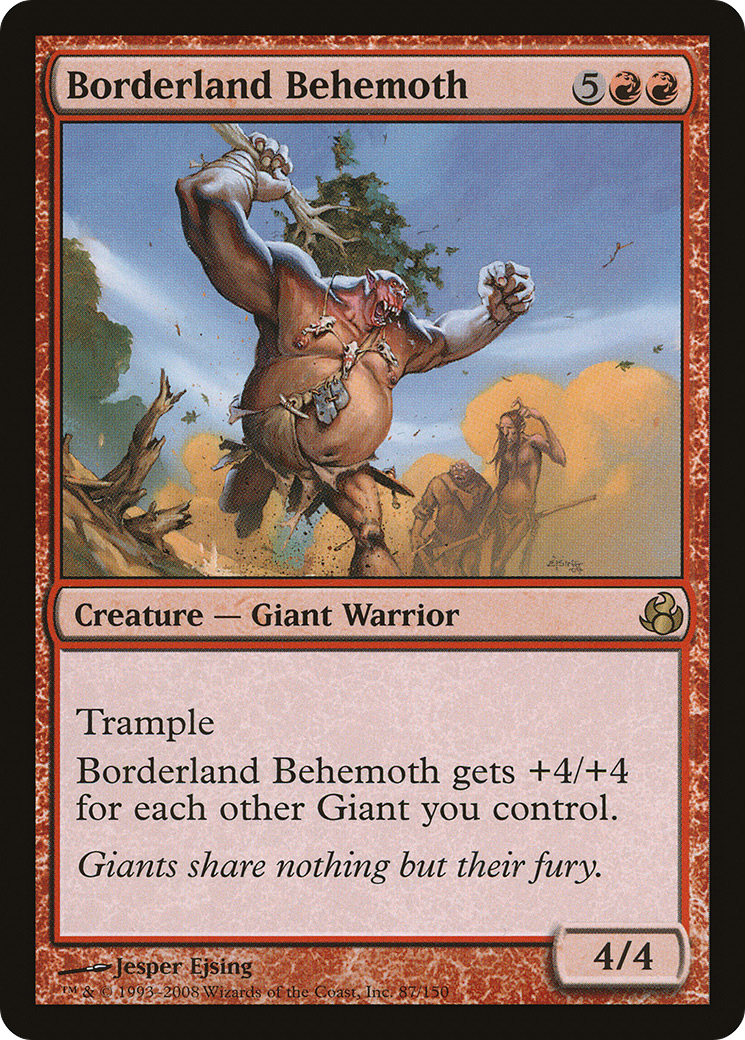 Borderland Behemoth 5
Creature — Giant Warrior
Trample
Borderland Behemoth gets +4/+4
for each other Giant you control.
Giants share nothing but their fury.
4/4
Jesper Ejsing
™ & © 1993–2008 Wizards of the Coast, Inc. 87/150